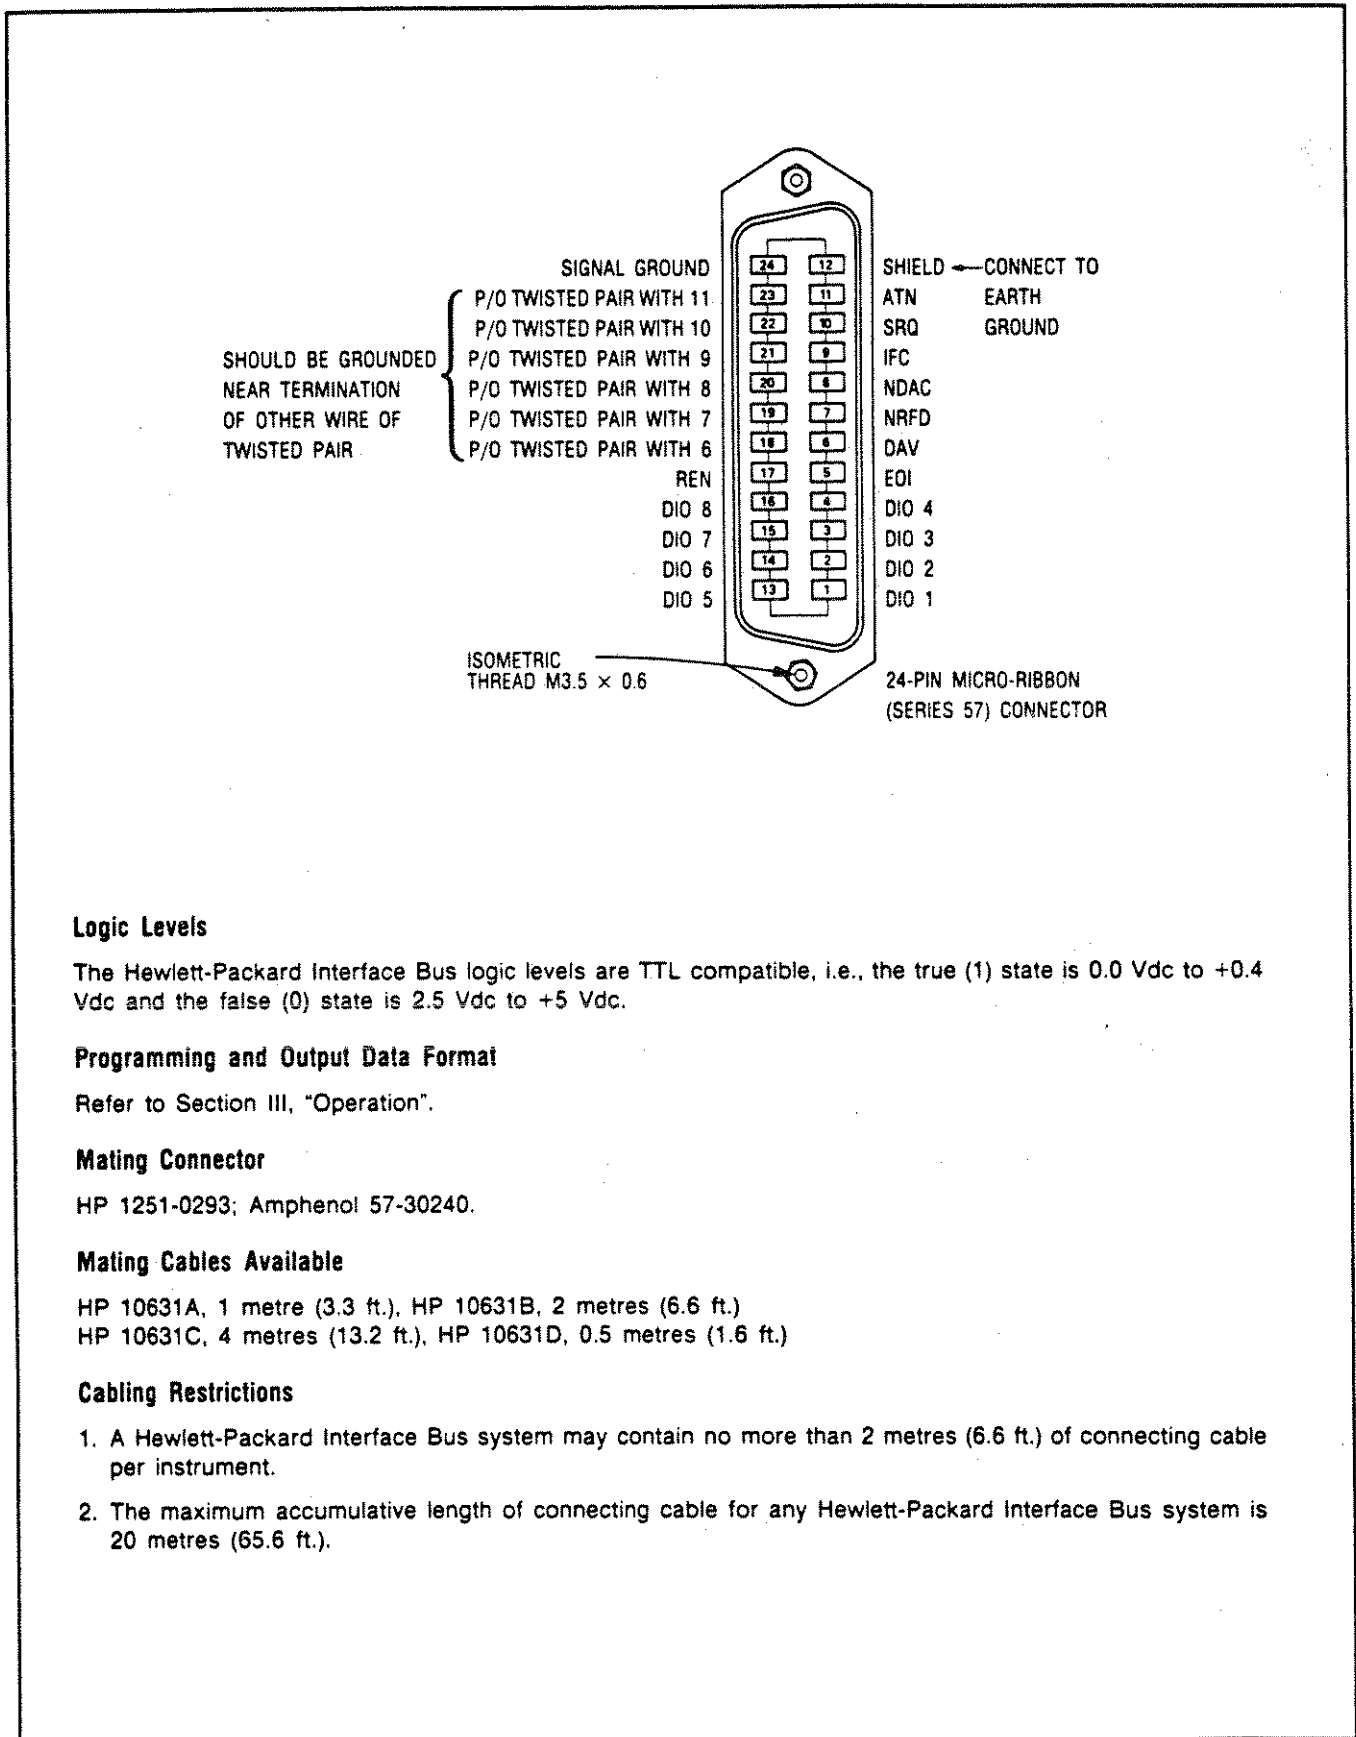 SIGNAL GROUND 24 12 SHIELD ←CONNECT TO
P/O TWISTED PAIR WITH 11 23 11 ATN EARTH
P/O TWISTED PAIR WITH 10 22 10 SRQ GROUND
SHOULD BE GROUNDED P/O TWISTED PAIR WITH 9 21 9 IFC
NEAR TERMINATION P/O TWISTED PAIR WITH 8 20 8 NDAC
OF OTHER WIRE OF P/O TWISTED PAIR WITH 7 19 7 NRFD
TWISTED PAIR P/O TWISTED PAIR WITH 6 18 6 DAV
REN 17 5 EOI
DIO 8 16 4 DIO 4
DIO 7 15 3 DIO 3
DIO 6 14 2 DIO 2
DIO 5 13 1 DIO 1
ISOMETRIC
THREAD M3.5 × 0.6
24-PIN MICRO-RIBBON
(SERIES 57) CONNECTOR
Logic Levels
The Hewlett-Packard Interface Bus logic levels are TTL compatible, i.e., the true (1) state is 0.0 Vdc to +0.4
Vdc and the false (0) state is 2.5 Vdc to +5 Vdc.
Programming and Output Data Format
Refer to Section III, "Operation".
Mating Connector
HP 1251-0293; Amphenol 57-30240.
Mating Cables Available
HP 10631A, 1 metre (3.3 ft.), HP 10631B, 2 metres (6.6 ft.)
HP 10631C, 4 metres (13.2 ft.), HP 10631D, 0.5 metres (1.6 ft.)
Cabling Restrictions
1. A Hewlett-Packard Interface Bus system may contain no more than 2 metres (6.6 ft.) of connecting cable
per instrument.
2. The maximum accumulative length of connecting cable for any Hewlett-Packard Interface Bus system is
20 metres (65.6 ft.).